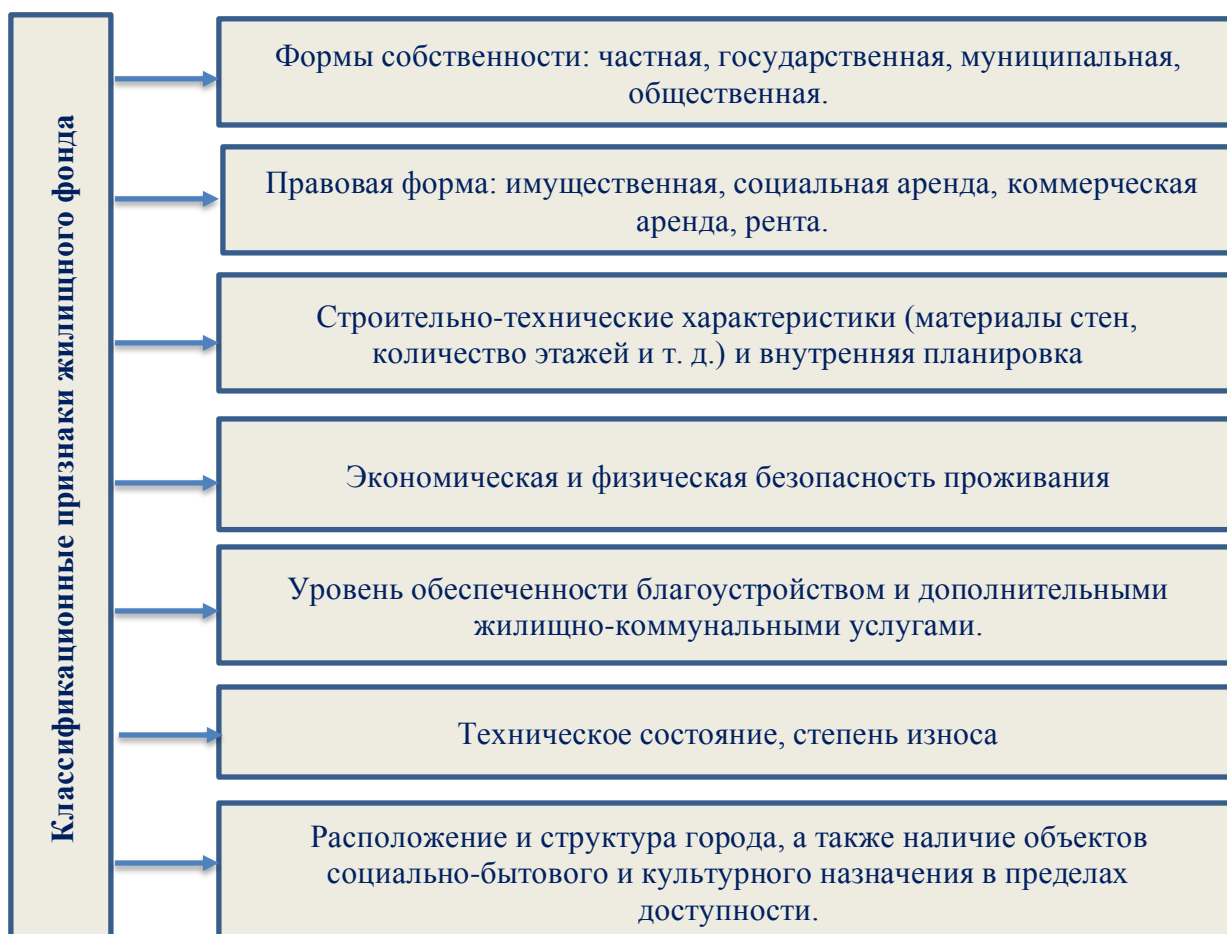 Классификационные признаки жилищного фонда
Формы собственности: частная, государственная, муниципальная,
общественная.
Правовая форма: имущественная, социальная аренда, коммерческая
аренда, рента.
Строительно-технические характеристики (материалы стен,
количество этажей и т. д.) и внутренняя планировка
Экономическая и физическая безопасность проживания
Уровень обеспеченности благоустройством и дополнительными
жилищно-коммунальными услугами.
Техническое состояние, степень износа
Расположение и структура города, а также наличие объектов
социально-бытового и культурного назначения в пределах
доступности.